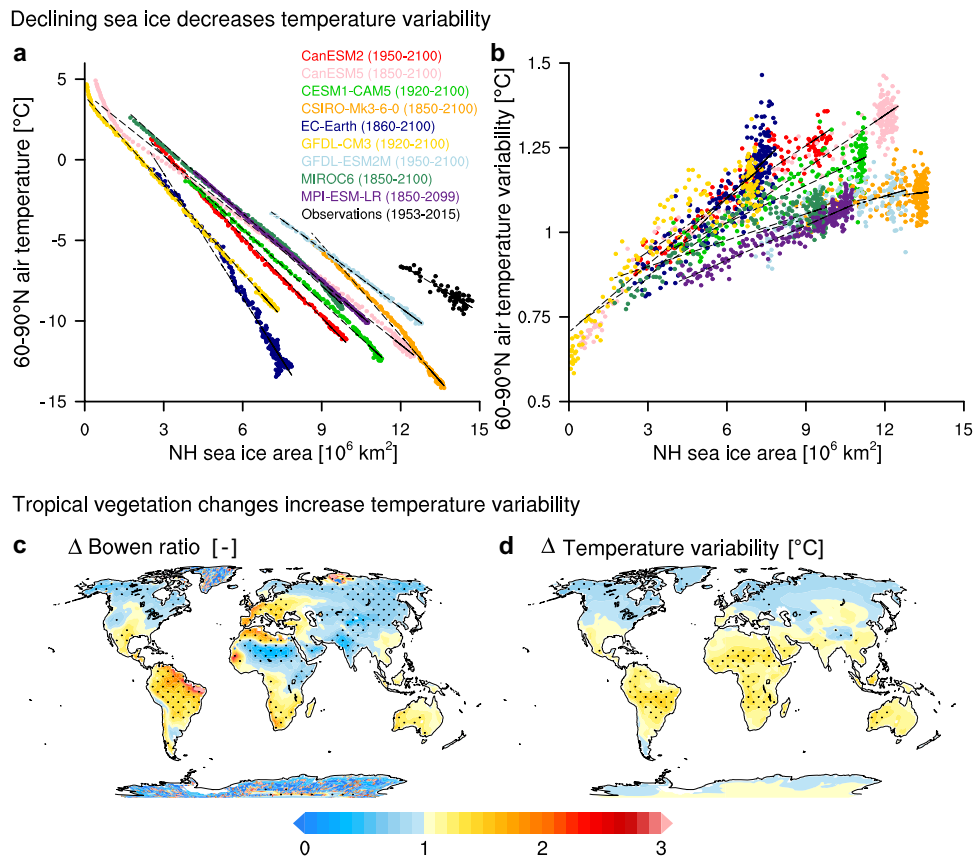 Declining sea ice decreases temperature variability
a
60-90°N air temperature [°C]
5
0
-5
-10
-15
0
3
6
9
12
15
NH sea ice area [10⁶ km²]
CanESM2 (1950-2100)
CanESM5 (1850-2100)
CESM1-CAM5 (1920-2100)
CSIRO-Mk3-6-0 (1850-2100)
EC-Earth (1860-2100)
GFDL-CM3 (1920-2100)
GFDL-ESM2M (1950-2100)
MIROC6 (1850-2100)
MPI-ESM-LR (1850-2099)
Observations (1953-2015)
b
60-90°N air temperature variability [°C]
1.5
1.25
1
0.75
0.5
0
3
6
9
12
15
NH sea ice area [10⁶ km²]
Tropical vegetation changes increase temperature variability
c Δ Bowen ratio [-]
d Δ Temperature variability [°C]
0
1
2
3